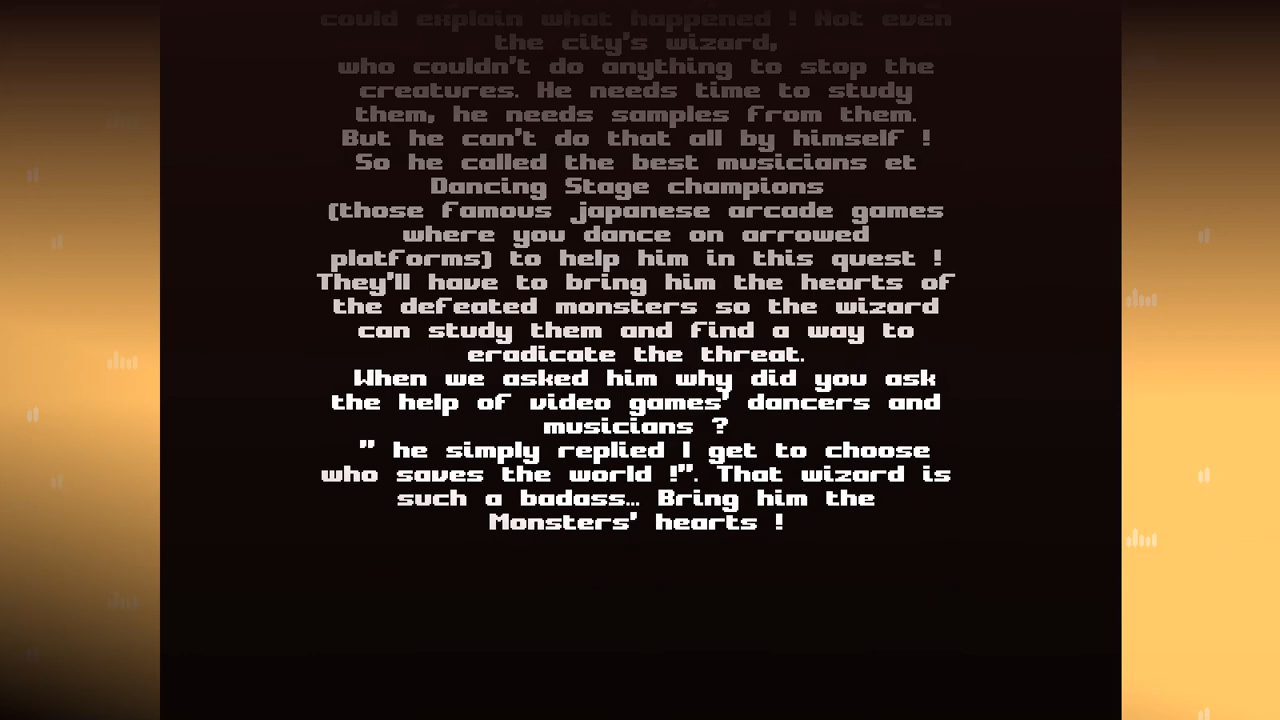 could explain what happened ! Not even
the city's wizard,
who couldn't do anything to stop the
creatures. He needs time to study
them, he needs samples from them.
But he can't do that all by himself !
So he called the best musicians et
Dancing Stage champions
(those famous japanese arcade games
where you dance on arrowed
platforms) to help him in this quest !
They'll have to bring him the hearts of
the defeated monsters so the wizard
can study them and find a way to
eradicate the threat.
When we asked him why did you ask
the help of video games' dancers and
musicians ?
" he simply replied I get to choose
who saves the world !". That wizard is
such a badass... Bring him the
Monsters' hearts !